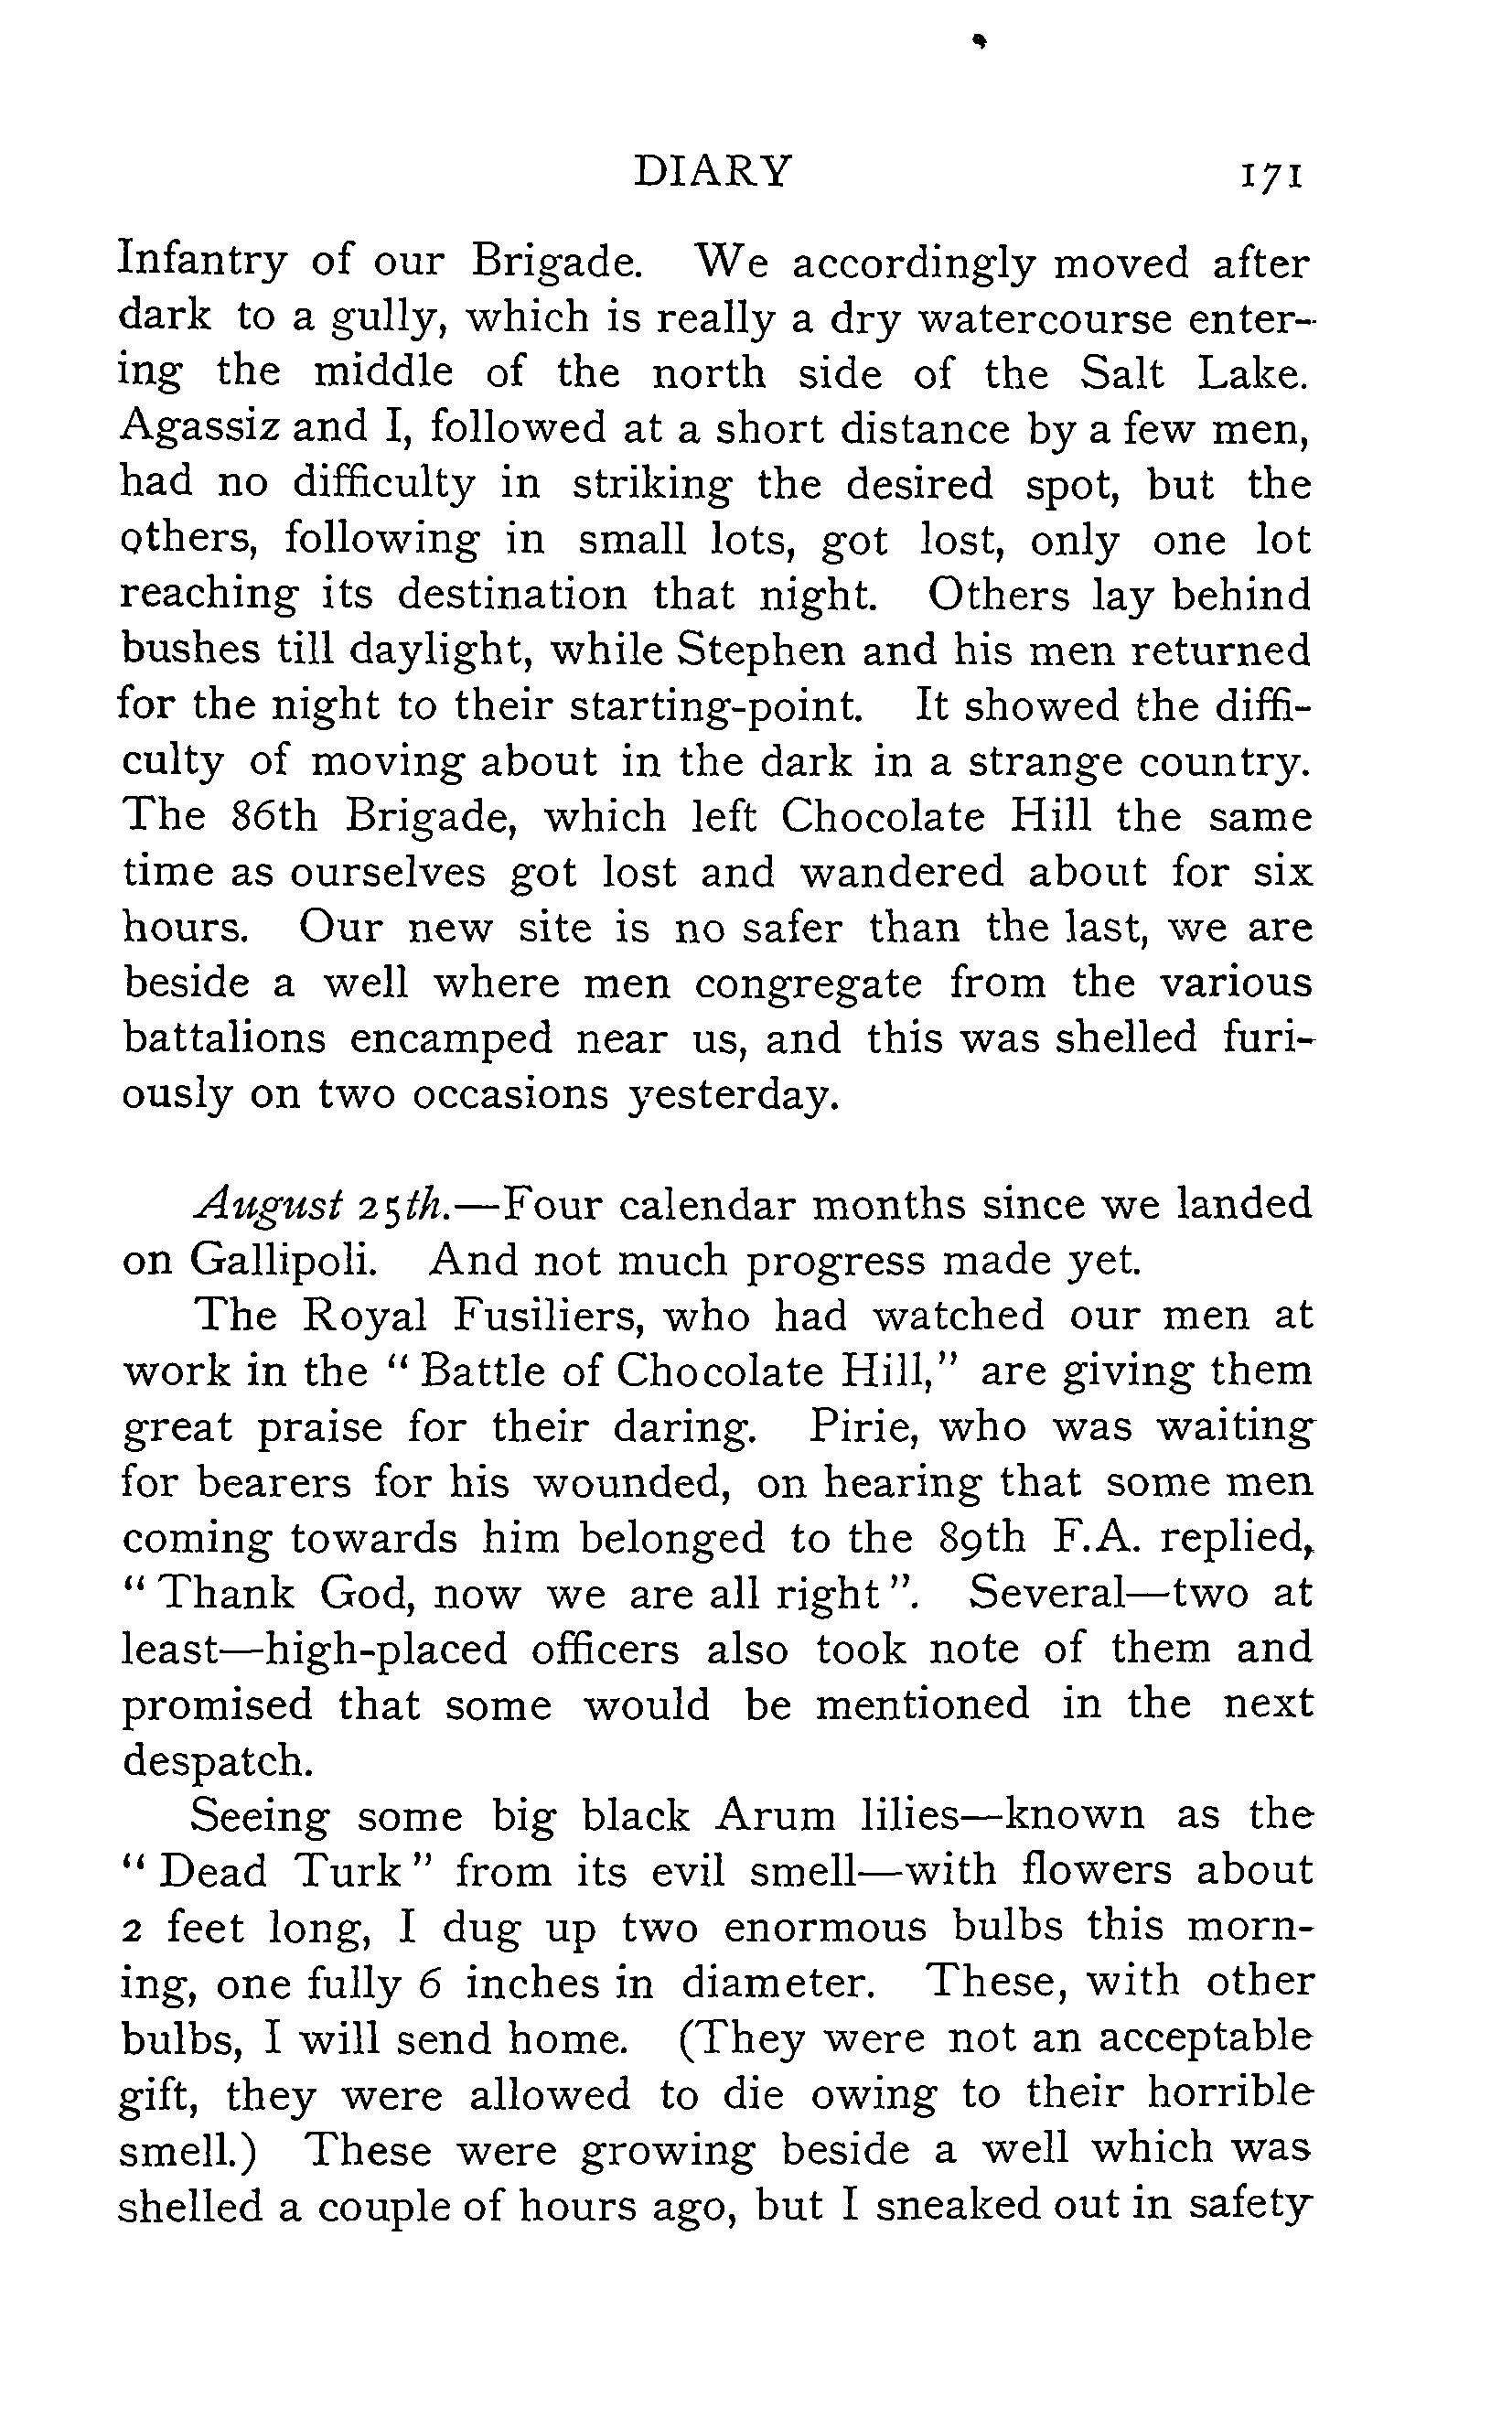 DIARY 171
Infantry of our Brigade. We accordingly moved after
dark to a gully, which is really a dry watercourse enter-
ing the middle of the north side of the Salt Lake.
Agassiz and I, followed at a short distance by a few men,
had no difficulty in striking the desired spot, but the
others, following in small lots, got lost, only one lot
reaching its destination that night. Others lay behind
bushes till daylight, while Stephen and his men returned
for the night to their starting-point. It showed the diffi-
culty of moving about in the dark in a strange country.
The 86th Brigade, which left Chocolate Hill the same
time as ourselves got lost and wandered about for six
hours. Our new site is no safer than the last, we are
beside a well where men congregate from the various
battalions encamped near us, and this was shelled furi-
ously on two occasions yesterday.
August 25th.—Four calendar months since we landed
on Gallipoli. And not much progress made yet.
The Royal Fusiliers, who had watched our men at
work in the “ Battle of Chocolate Hill,” are giving them
great praise for their daring. Pirie, who was waiting
for bearers for his wounded, on hearing that some men
coming towards him belonged to the 89th F.A. replied,
“ Thank God, now we are all right ”. Several—two at
least—high-placed officers also took note of them and
promised that some would be mentioned in the next
despatch.
Seeing some big black Arum lilies—known as the
“ Dead Turk ” from its evil smell—with flowers about
2 feet long, I dug up two enormous bulbs this morn-
ing, one fully 6 inches in diameter. These, with other
bulbs, I will send home. (They were not an acceptable
gift, they were allowed to die owing to their horrible
smell.) These were growing beside a well which was
shelled a couple of hours ago, but I sneaked out in safety